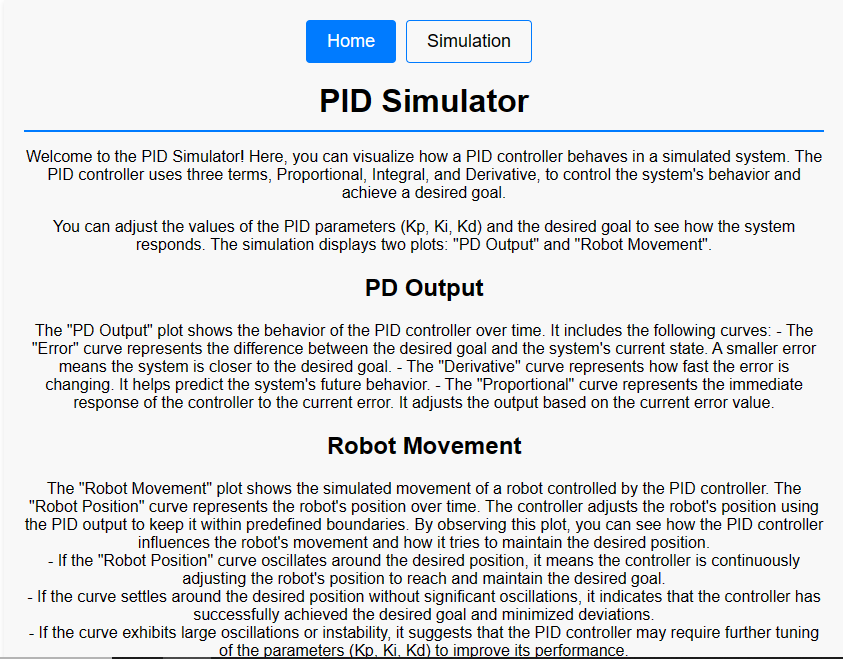 Home
Simulation
PID Simulator
Welcome to the PID Simulator! Here, you can visualize how a PID controller behaves in a simulated system. The
PID controller uses three terms, Proportional, Integral, and Derivative, to control the system's behavior and
achieve a desired goal.
You can adjust the values of the PID parameters (Kp, Ki, Kd) and the desired goal to see how the system
responds. The simulation displays two plots: "PD Output" and "Robot Movement".
PD Output
The "PD Output" plot shows the behavior of the PID controller over time. It includes the following curves: - The
"Error" curve represents the difference between the desired goal and the system's current state. A smaller error
means the system is closer to the desired goal. - The "Derivative" curve represents how fast the error is
changing. It helps predict the system's future behavior. - The "Proportional" curve represents the immediate
response of the controller to the current error. It adjusts the output based on the current error value.
Robot Movement
The "Robot Movement" plot shows the simulated movement of a robot controlled by the PID controller. The
"Robot Position" curve represents the robot's position over time. The controller adjusts the robot's position using
the PID output to keep it within predefined boundaries. By observing this plot, you can see how the PID controller
influences the robot's movement and how it tries to maintain the desired position.
- If the "Robot Position" curve oscillates around the desired position, it means the controller is continuously
adjusting the robot's position to reach and maintain the desired goal.
- If the curve settles around the desired position without significant oscillations, it indicates that the controller has
successfully achieved the desired goal and minimized deviations.
- If the curve exhibits large oscillations or instability, it suggests that the PID controller may require further tuning
of the parameters (Kp, Ki, Kd) to improve its performance.